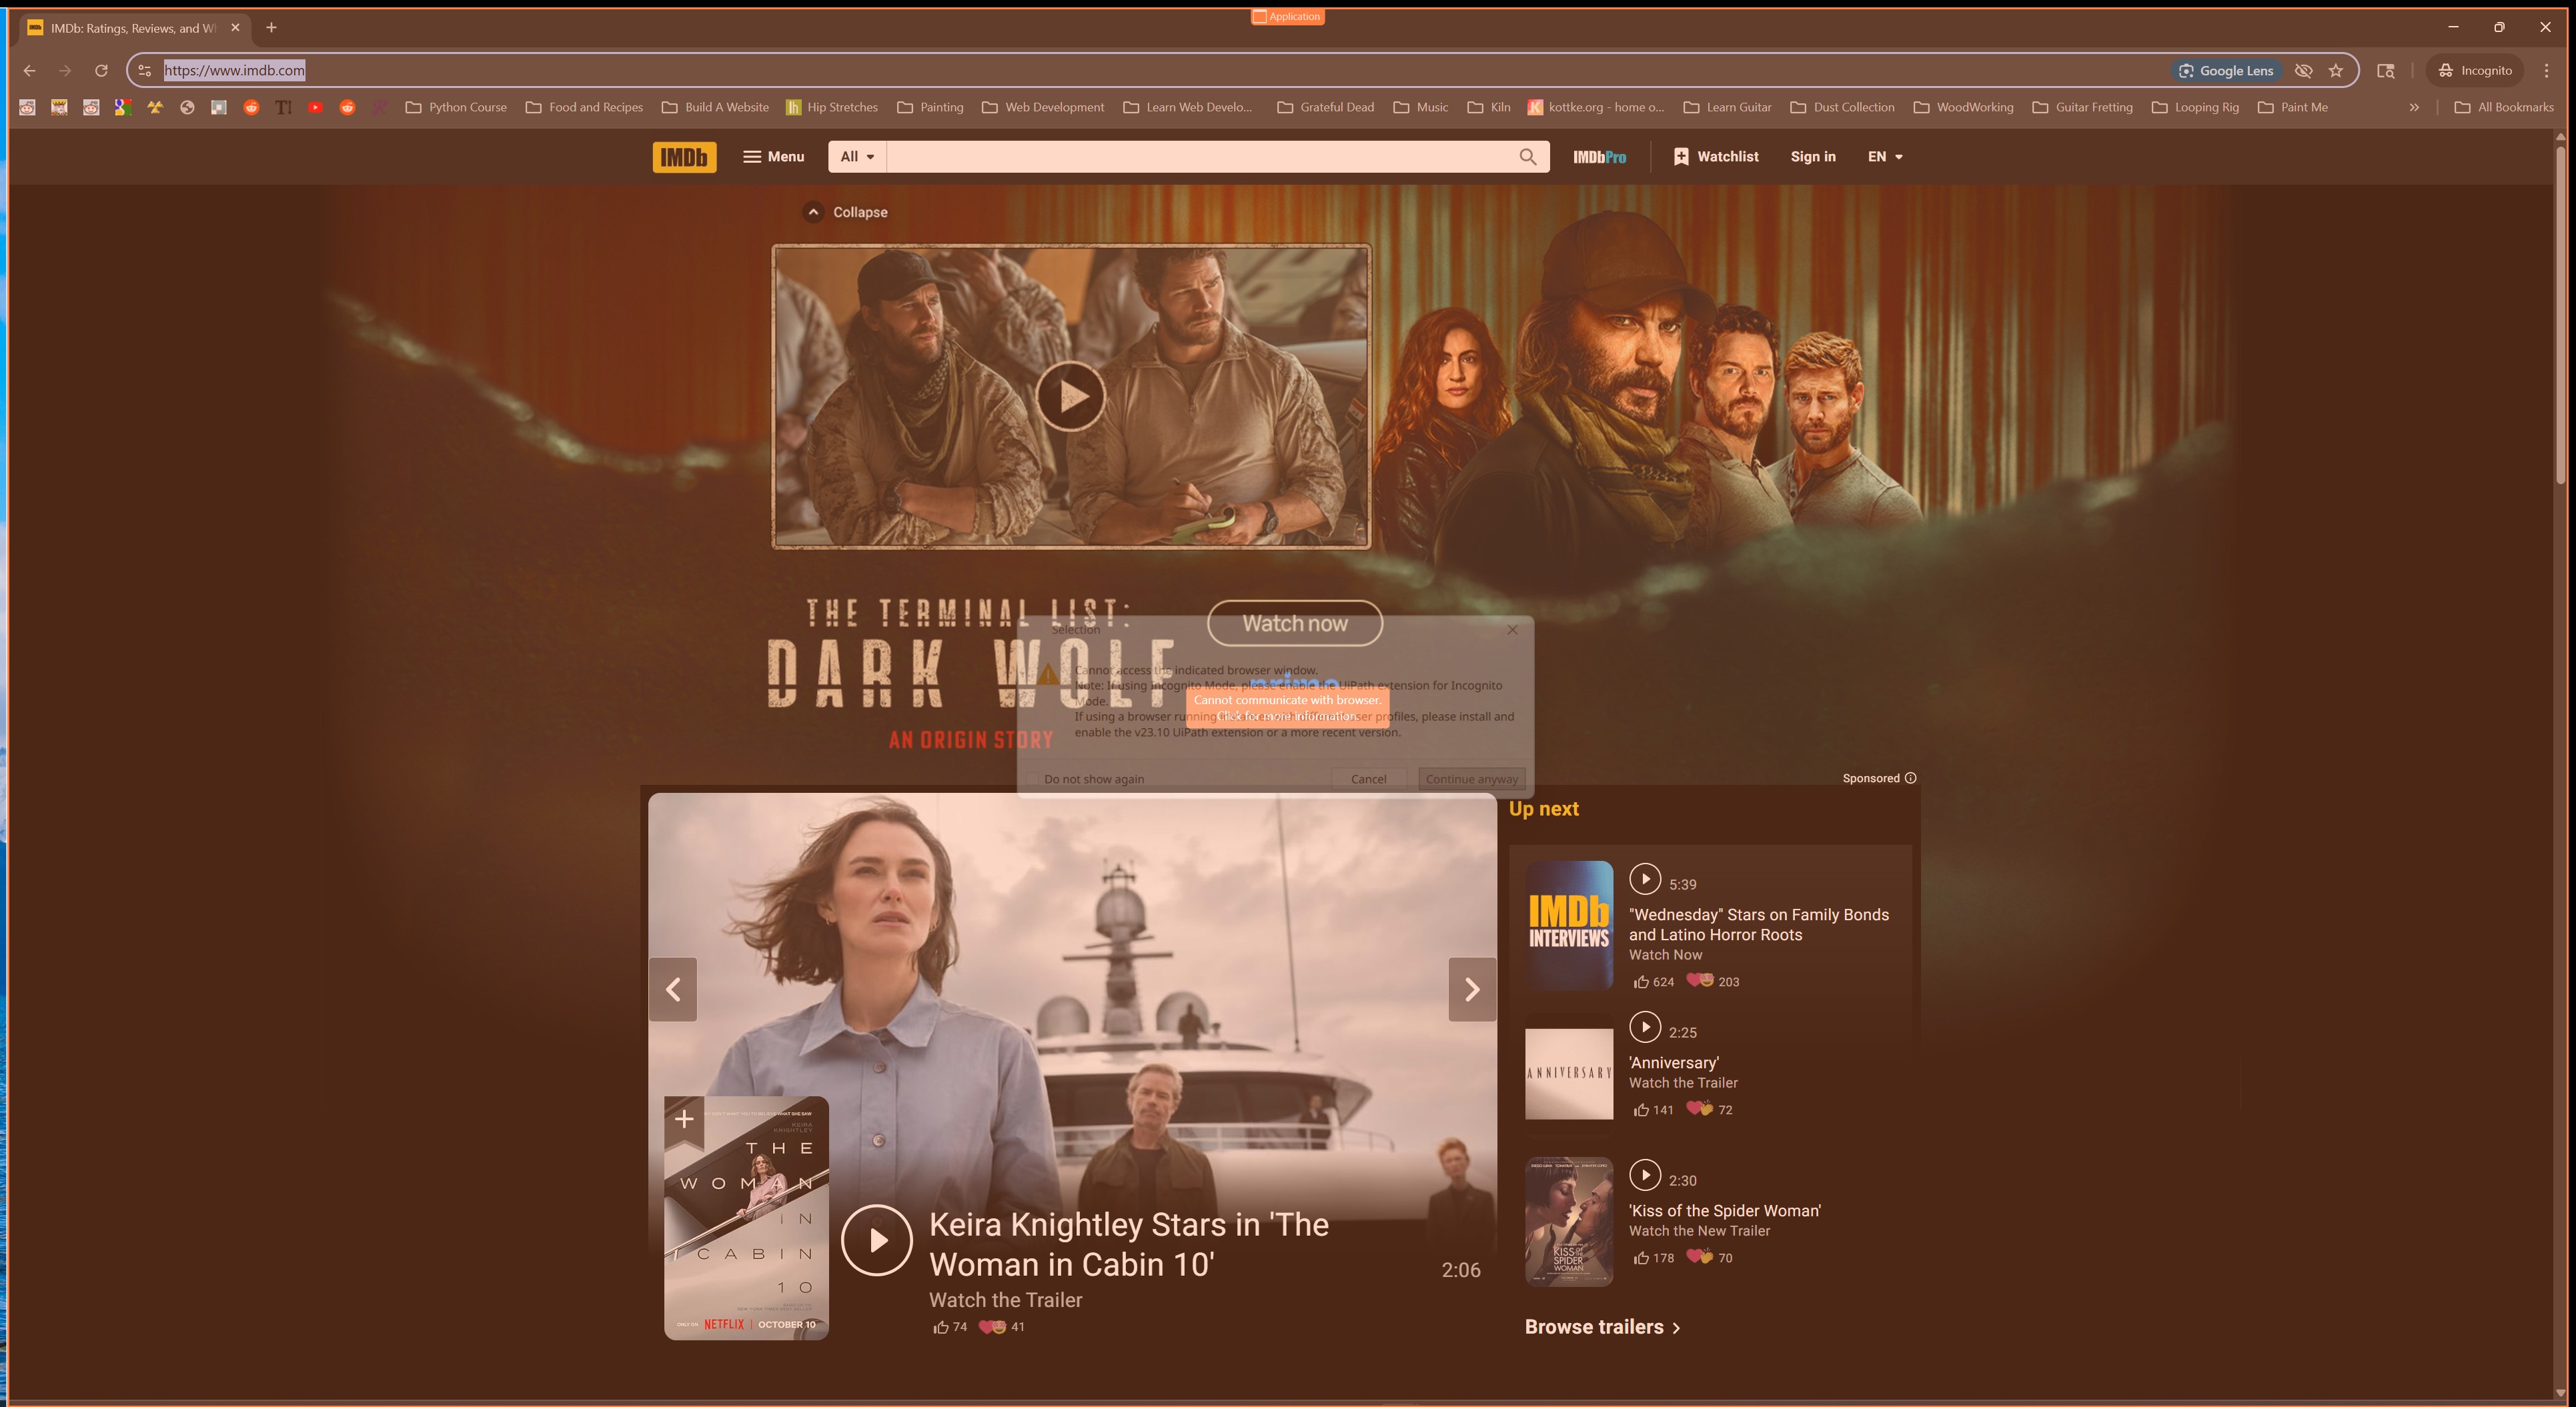 Application
IMDb: Ratings, Reviews, and W
https://www.imdb.com
Google Lens
Incognito
Python Course
Food and Recipes
Build A Website
Hip Stretches
Painting
Web Development
Learn Web Develo...
Grateful Dead
Music
Kiln
kottke.org - home o...
Learn Guitar
Dust Collection
WoodWorking
Guitar Fretting
Looping Rig
Paint Me
All Bookmarks
IMDb
Menu
All
IMDbPro
Watchlist
Sign in
EN
Collapse
THE TERMINAL LIST:
DARK WOLF
AN ORIGIN STORY
Watch now
prime
Selection
Cannot access the indicated browser window.
Note: If using Incognito Mode, please enable the UiPath extension for Incognito
Mode.
If using a browser running profiles, please install and
enable the v23.10 UiPath extension or a more recent version.
Cannot communicate with browser.
Click for more information.
Do not show again
Cancel
Continue anyway
Sponsored
Up next
IMDb
INTERVIEWS
5:39
"Wednesday" Stars on Family Bonds
and Latino Horror Roots
Watch Now
624
203
ANNIVERSARY
2:25
'Anniversary'
Watch the Trailer
141
72
KISS OF THE
SPIDER
WOMAN
2:30
'Kiss of the Spider Woman'
Watch the New Trailer
178
70
Browse trailers
KEIRA
KNIGHTLEY
THE
WOMAN
IN
CABIN
10
ONLY ON NETFLIX | OCTOBER 10
Keira Knightley Stars in 'The
Woman in Cabin 10'
2:06
Watch the Trailer
74
41